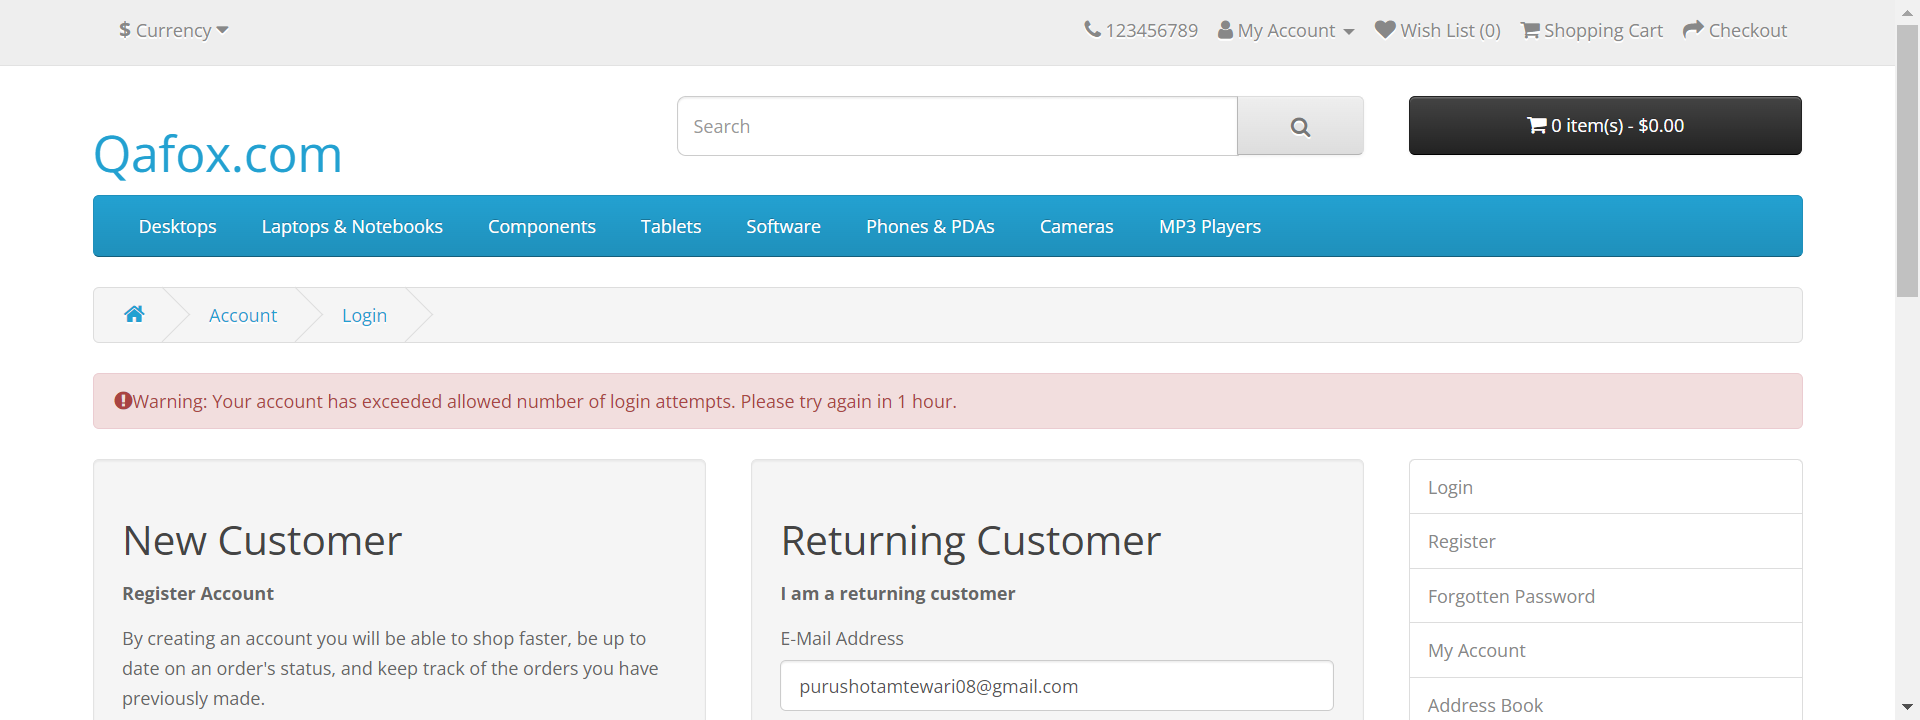 $ Currency
123456789 My Account Wish List (0) Shopping Cart Checkout
Qafox.com
Search
0 item(s) - $0.00
Desktops Laptops & Notebooks Components Tablets Software Phones & PDAs Cameras MP3 Players
Account Login
Warning: Your account has exceeded allowed number of login attempts. Please try again in 1 hour.
New Customer
Register Account
By creating an account you will be able to shop faster, be up to
date on an order's status, and keep track of the orders you have
previously made.
Returning Customer
I am a returning customer
E-Mail Address
purushotamtewari08@gmail.com
Login
Register
Forgotten Password
My Account
Address Book